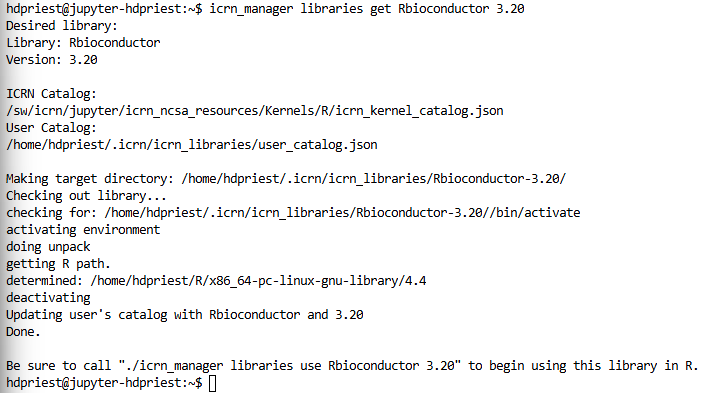 hdpriest@jupyter-hdpriest:~$ icrn_manager libraries get Rbioconductor 3.20
Desired library:
Library: Rbioconductor
Version: 3.20

ICRN Catalog:
/sw/icrn/jupyter/icrn_ncsa_resources/Kernels/R/icrn_kernel_catalog.json
User Catalog:
/home/hdpriest/.icrn/icrn_libraries/user_catalog.json

Making target directory: /home/hdpriest/.icrn/icrn_libraries/Rbioconductor-3.20/
Checking out library...
checking for: /home/hdpriest/.icrn/icrn_libraries/Rbioconductor-3.20//bin/activate
activating environment
doing unpack
getting R path.
determined: /home/hdpriest/R/x86_64-pc-linux-gnu-library/4.4
deactivating
Updating user's catalog with Rbioconductor and 3.20
Done.

Be sure to call "./icrn_manager libraries use Rbioconductor 3.20" to begin using this library in R.
hdpriest@jupyter-hdpriest:~$